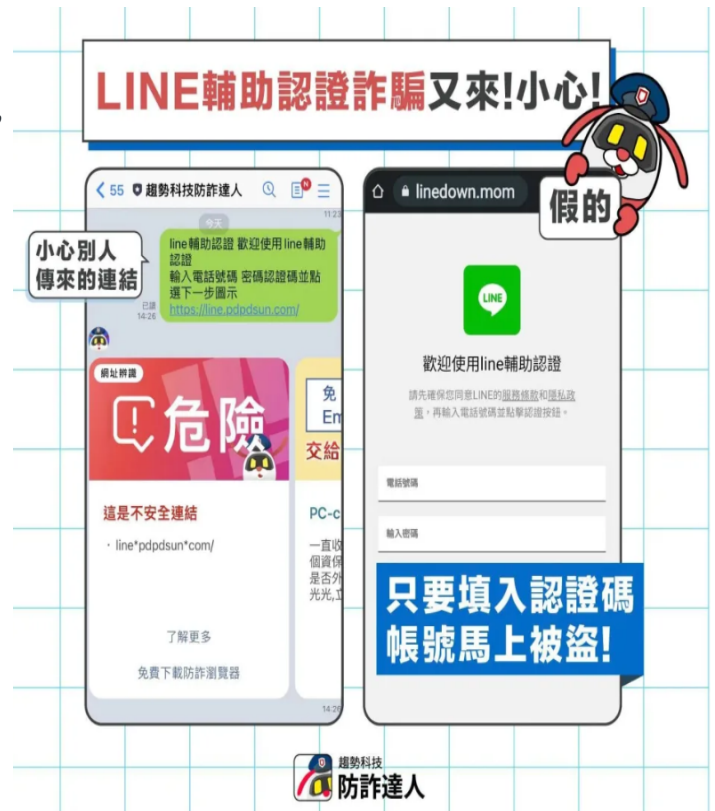 LINE輔助認證詐騙又來!小心!
55
趨勢科技防詐達人
N
今天
11:23
小心別人
傳來的連結
line輔助認證 歡迎使用line輔助
認證
輸入電話號碼 密碼認證碼並點
選下一步圖示
https://line.pdpdsun.com/
已讀
14:26
網址辨識
危險
這是不安全連結
· line*pdpdsun*com/
了解更多
免費下載防詐瀏覽器
免
Em
交給
PC-c
一直收
個資保
是否外
光光,立
14:26
linedown.mom
假的
LINE
歡迎使用line輔助認證
請先確保您同意LINE的服務條款和隱私政
策。再輸入電話號碼並點擊認證按鈕。
電話號碼
輸入密碼
只要填入認證碼
帳號馬上被盜!
趨勢科技
防詐達人